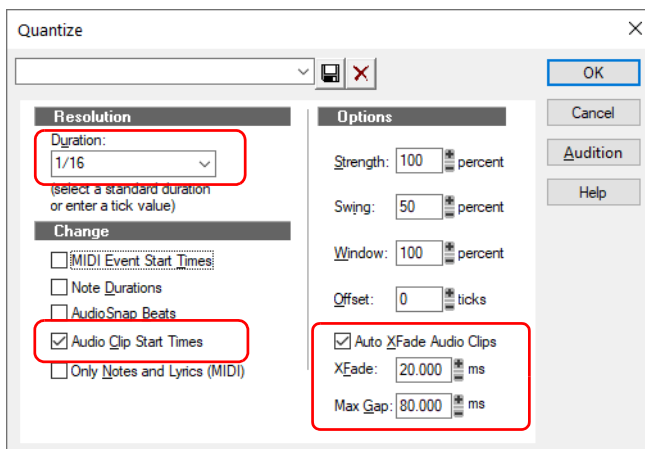 Quantize
OK
Resolution
Options
Cancel
Duration:
1/16
Strength: 100 percent
Audition
(select a standard duration
or enter a tick value)
Swing: 50 percent
Help
Change
MIDI Event Start Times
Window: 100 percent
Note Durations
Offset: 0 ticks
AudioSnap Beats
Audio Clip Start Times
Auto XFade Audio Clips
Only Notes and Lyrics (MIDI)
XFade: 20.000 ms
Max Gap: 80.000 ms